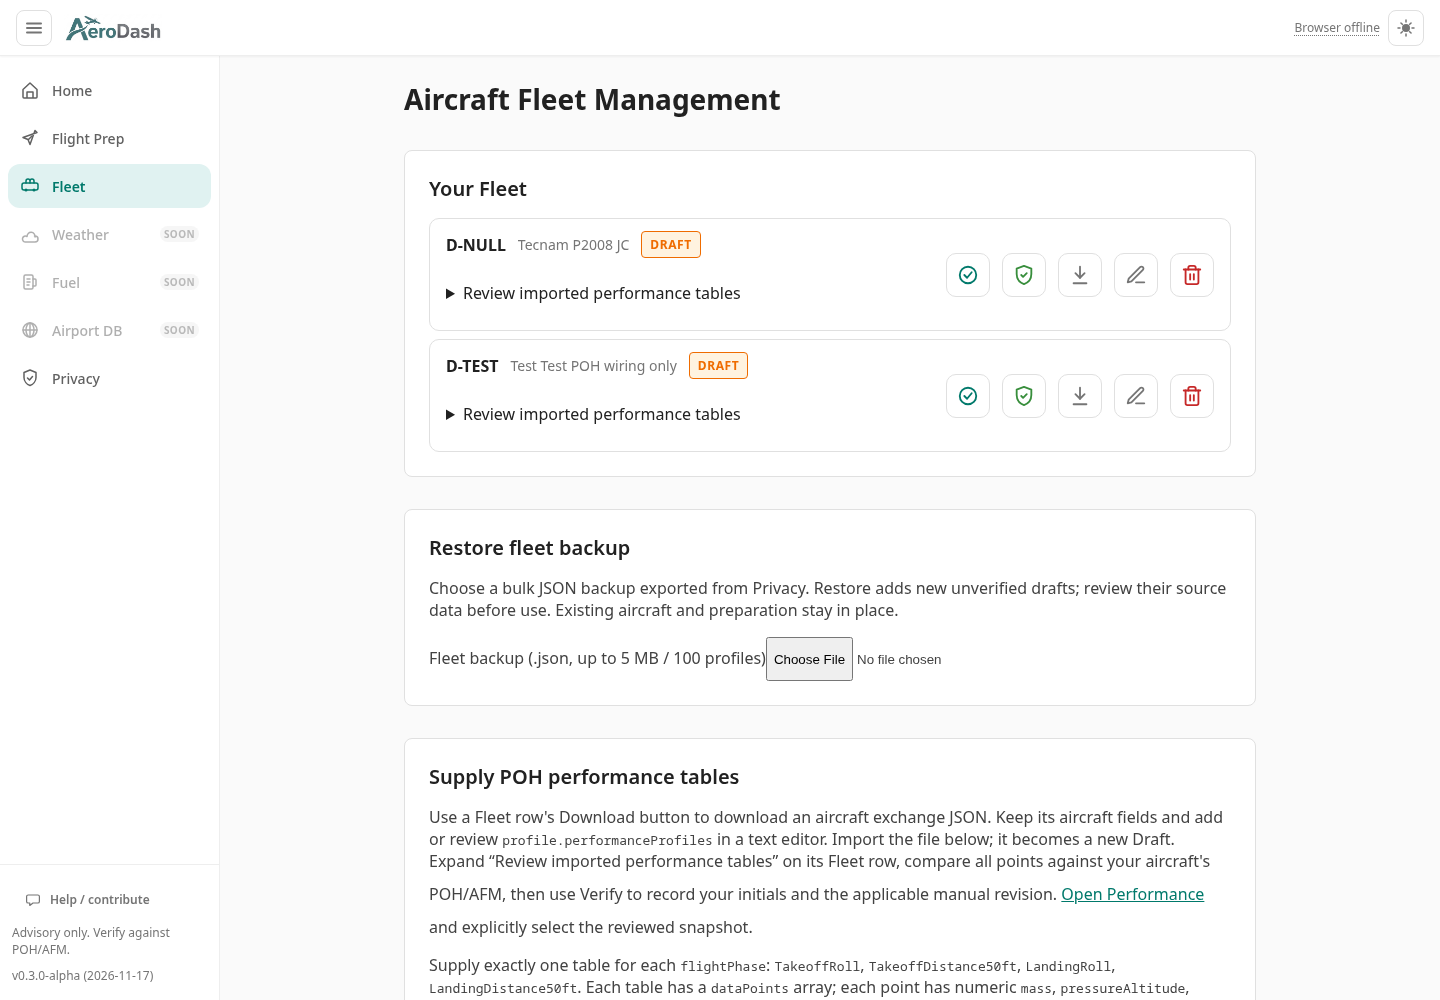 AeroDash
Browser offline
Home
Flight Prep
Fleet
Weather SOON
Fuel SOON
Airport DB SOON
Privacy
Help / contribute
Advisory only. Verify against
POH/AFM.
v0.3.0-alpha (2026-11-17)
Aircraft Fleet Management
Your Fleet
D-NULL Tecnam P2008 JC DRAFT
Review imported performance tables
D-TEST Test Test POH wiring only DRAFT
Review imported performance tables
Restore fleet backup
Choose a bulk JSON backup exported from Privacy. Restore adds new unverified drafts; review their source
data before use. Existing aircraft and preparation stay in place.
Fleet backup (.json, up to 5 MB / 100 profiles) Choose File No file chosen
Supply POH performance tables
Use a Fleet row's Download button to download an aircraft exchange JSON. Keep its aircraft fields and add
or review profile.performanceProfiles in a text editor. Import the file below; it becomes a new Draft.
Expand “Review imported performance tables” on its Fleet row, compare all points against your aircraft's
POH/AFM, then use Verify to record your initials and the applicable manual revision. Open Performance
and explicitly select the reviewed snapshot.
Supply exactly one table for each flightPhase: TakeoffRoll, TakeoffDistance50ft, LandingRoll,
LandingDistance50ft. Each table has a dataPoints array; each point has numeric mass, pressureAltitude,